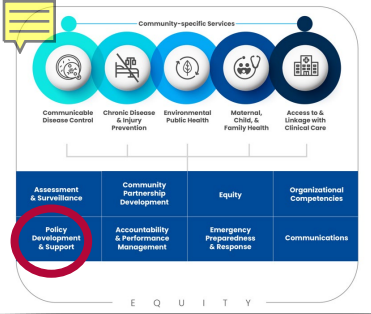 Community-specific Services
Communicable
Disease Control
Chronic Disease
& Injury
Prevention
Environmental
Public Health
Maternal,
Child, &
Family Health
Access to &
Linkage with
Clinical Care
Assessment
& Surveillance
Community
Partnership
Development
Equity
Organizational
Competencies
Policy
Development
& Support
Accountability
& Performance
Management
Emergency
Preparedness
& Response
Communications
EQUITY